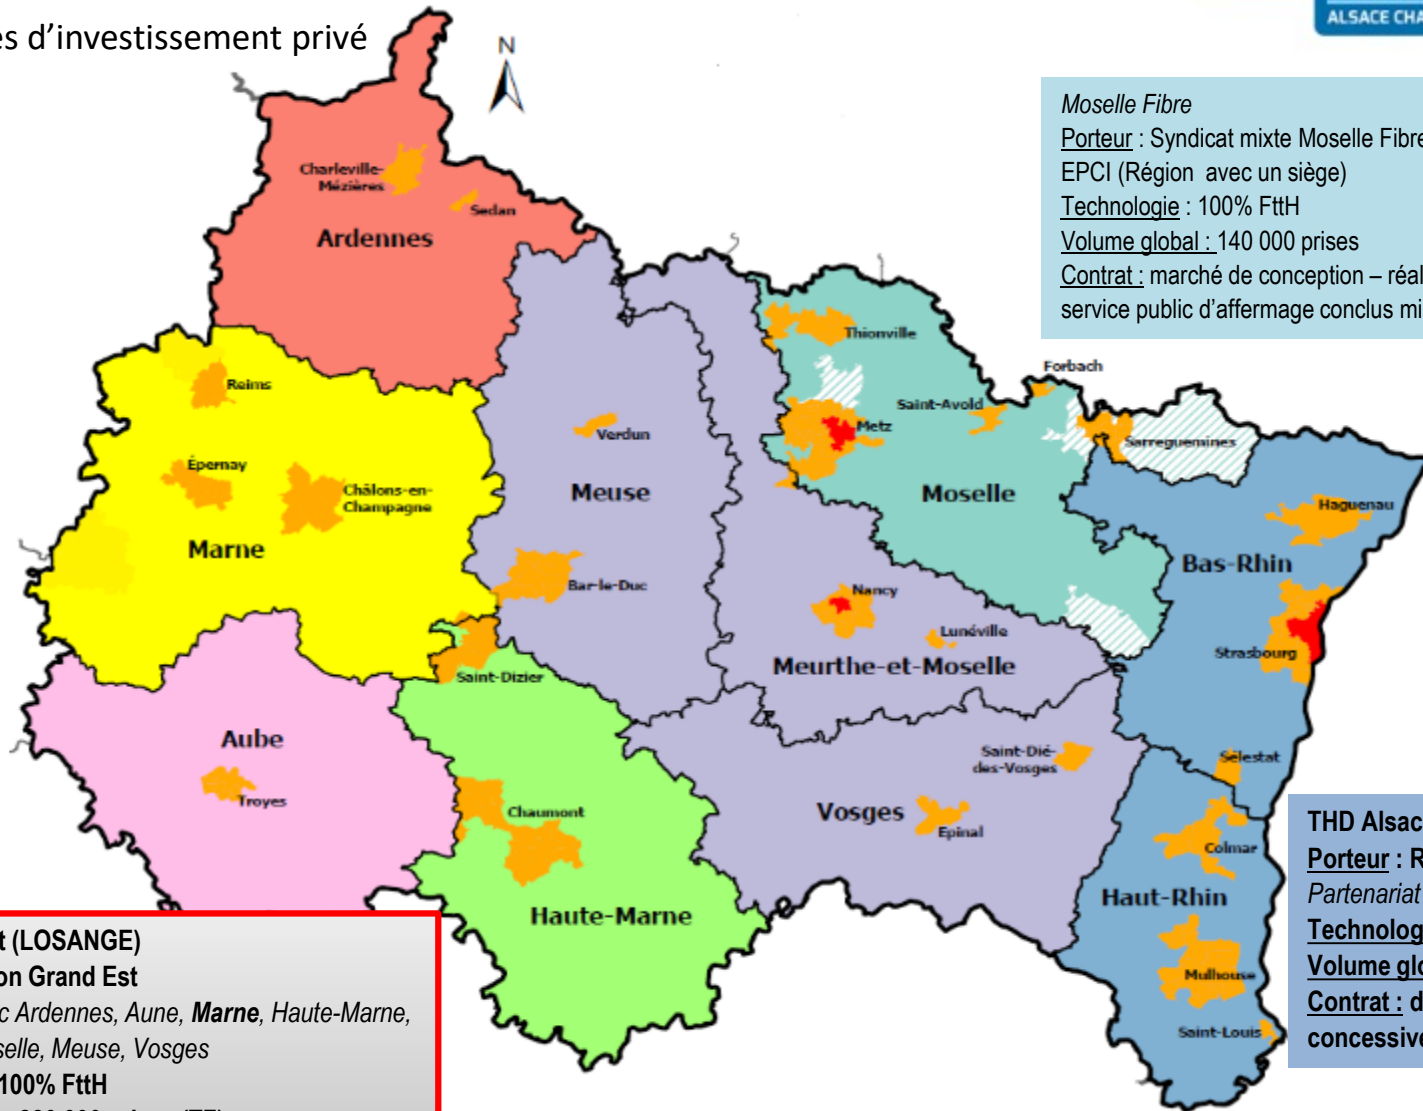 es d’investissement privé
ALSACE CHA
N
Moselle Fibre
Porteur : Syndicat mixte Moselle Fibre
EPCI (Région avec un siège)
Technologie : 100% FttH
Volume global : 140 000 prises
Contrat : marché de conception – réal
service public d’affermage conclus mi
Charleville-
Mézières
Sedan
Ardennes
Thionville
Forbach
Reims
Saint-Avold
Metz
Verdun
Sarreguemines
Épernay
Châlons-en-
Champagne
Meuse
Moselle
Haguenau
Marne
Bas-Rhin
Bar-le-Duc
Nancy
Lunéville
Strasbourg
Meurthe-et-Moselle
Saint-Dizier
Aube
Saint-Dié-
des-Vosges
Sélestat
Troyes
Chaumont
Vosges
Epinal
Colmar
Haute-Marne
Haut-Rhin
Mulhouse
Saint-Louis
THD Alsac
Porteur : R
Partenariat
Technolog
Volume glo
Contrat : d
concessive
t (LOSANGE)
on Grand Est
c Ardennes, Aune, Marne, Haute-Marne,
selle, Meuse, Vosges
100% FttH